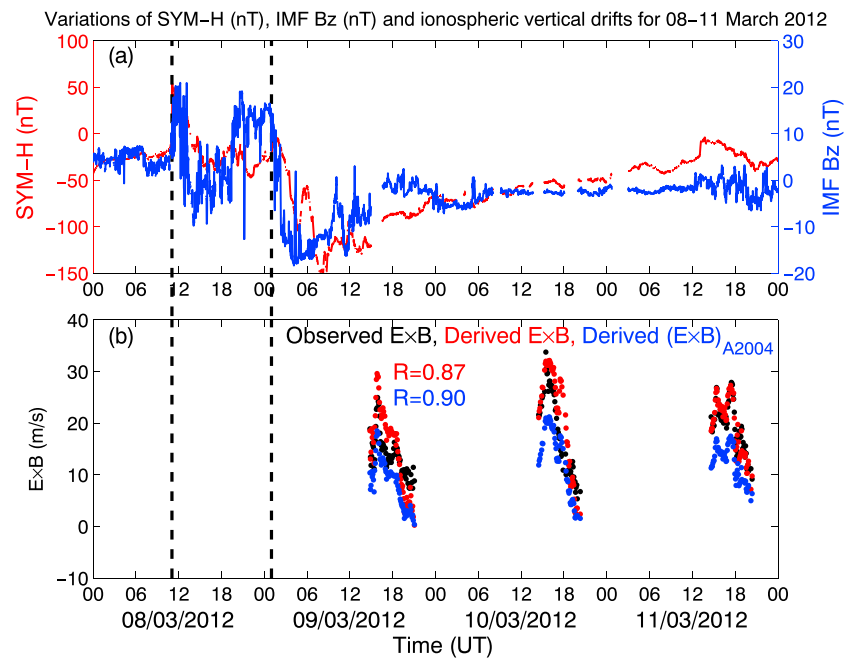 Variations of SYM−H (nT), IMF Bz (nT) and ionospheric vertical drifts for 08−11 March 2012
(a)
SYM−H (nT)
100
50
0
−50
−100
−150
30
20
10
0
−10
−20
IMF Bz (nT)
00 06 12 18 00 06 12 18 00 06 12 18 00 06 12 18 00
(b)
Observed E×B, Derived E×B, Derived (E×B)A2004
R=0.87
R=0.90
E×B (m/s)
40
30
20
10
0
−10
00 06 12 18 00 06 12 18 00 06 12 18 00 06 12 18 00
08/03/2012 09/03/2012 10/03/2012 11/03/2012
Time (UT)